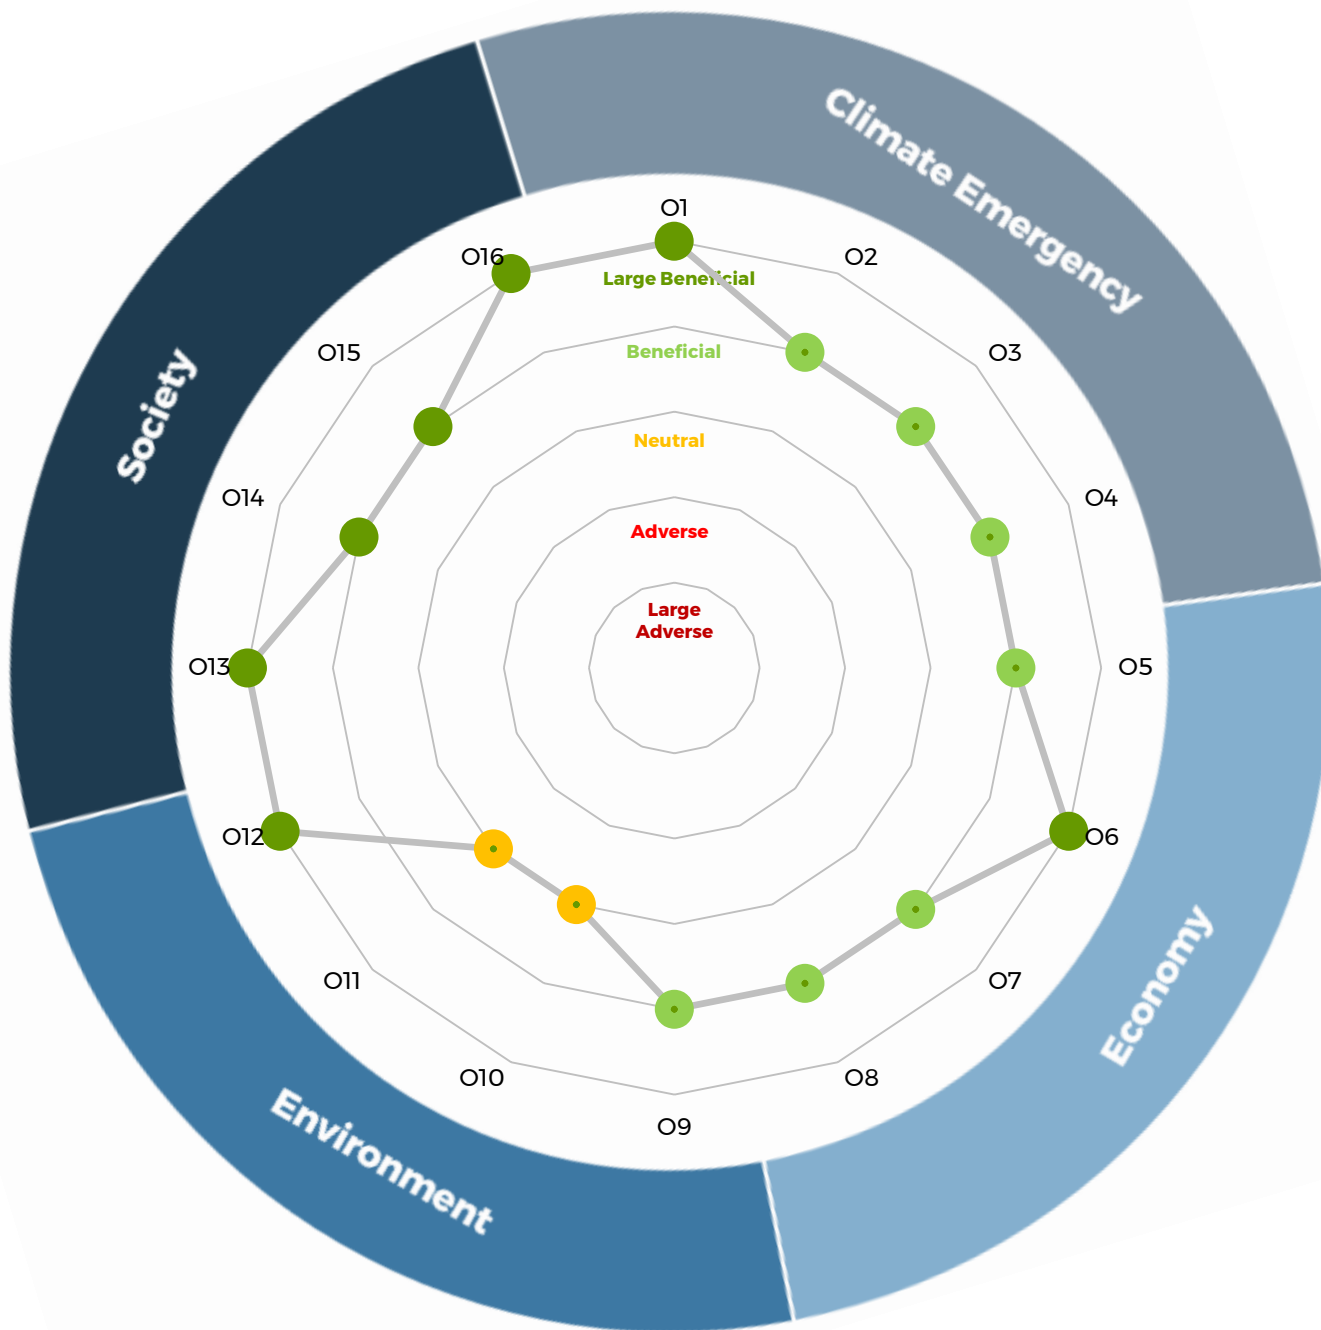 Climate Emergency
O1
O16
O2
Large Beneficial
O15
Beneficial
O3
Society
Neutral
O14
O4
Adverse
Large
Adverse
O13
O5
O12
O6
O11
O7
Economy
O10
O8
Environment
O9